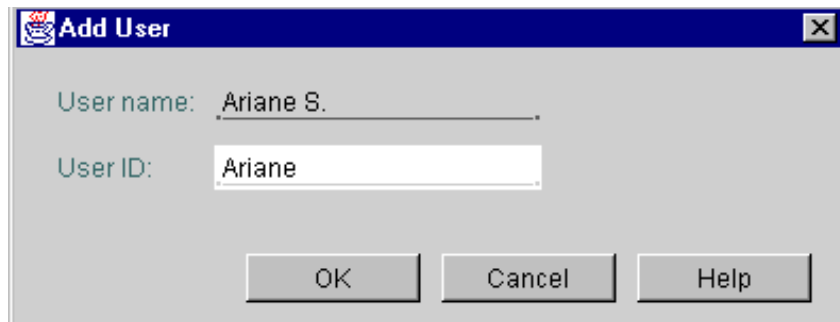 Add User
User name: Ariane S.
User ID: Ariane
OK Cancel Help